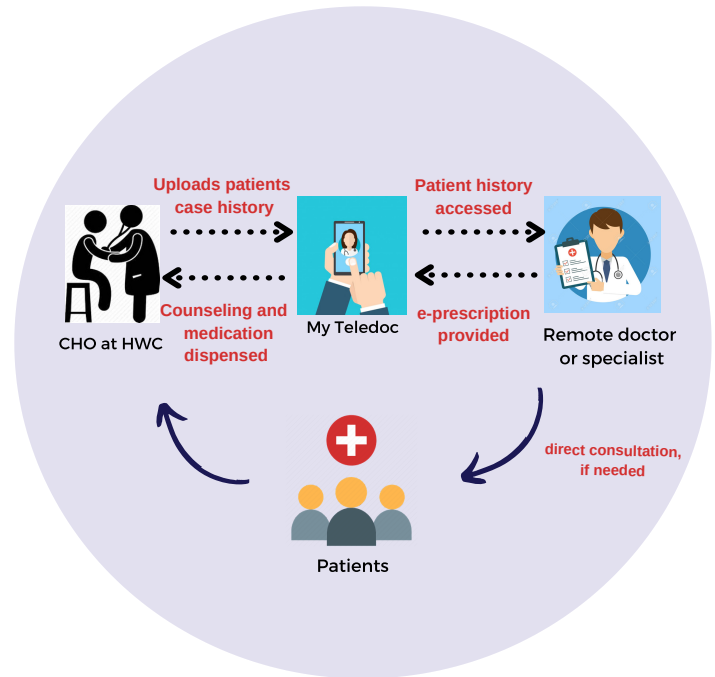 Uploads patients
case history
Patient history
accessed
Counseling and
medication
dispensed
e-prescription
provided
CHO at HWC
My Teledoc
Remote doctor
or specialist
direct consultation,
if needed
Patients